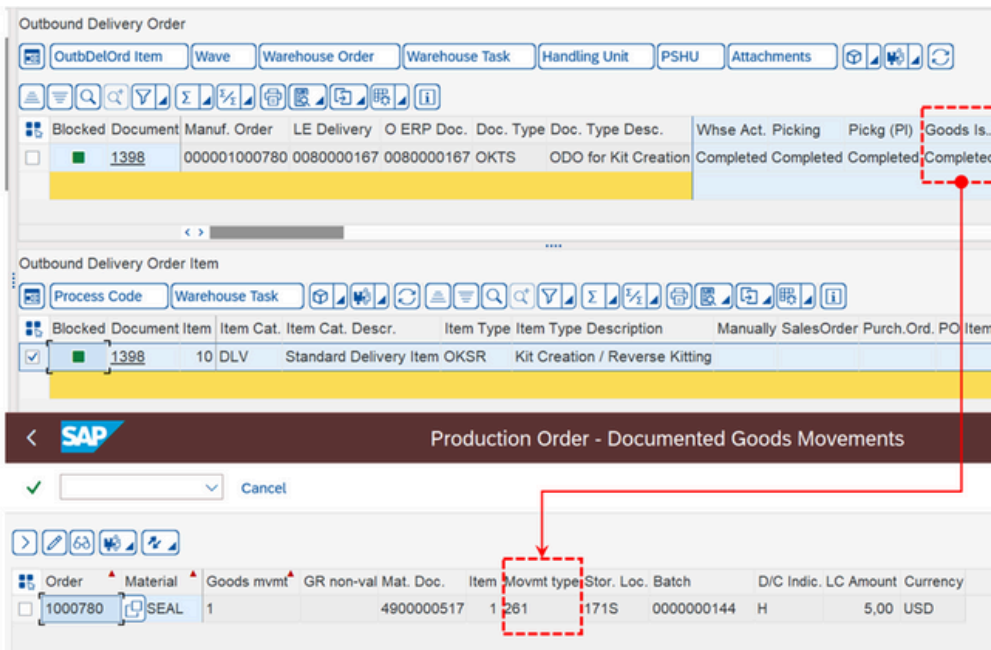 Outbound Delivery Order
OutbDelOrd Item Wave Warehouse Order Warehouse Task Handling Unit PSHU Attachments
Blocked Document Manuf. Order LE Delivery O ERP Doc. Doc. Type Doc. Type Desc. Whse Act. Picking Pickg (PI) Goods Is..
1398 000001000780 0080000167 0080000167 OKTS ODO for Kit Creation Completed Completed Completed Completed
Outbound Delivery Order Item
Process Code Warehouse Task
Blocked Document Item Item Cat. Item Cat. Descr. Item Type Item Type Description Manually SalesOrder Purch.Ord. PO Item
1398 10 DLV Standard Delivery Item OKSR Kit Creation / Reverse Kitting
SAP Production Order - Documented Goods Movements
Cancel
Order Material Goods mvmt GR non-val Mat. Doc. Item Movmt type Stor. Loc. Batch D/C Indic. LC Amount Currency
1000780 SEAL 1 4900000517 1 261 171S 0000000144 H 5,00 USD